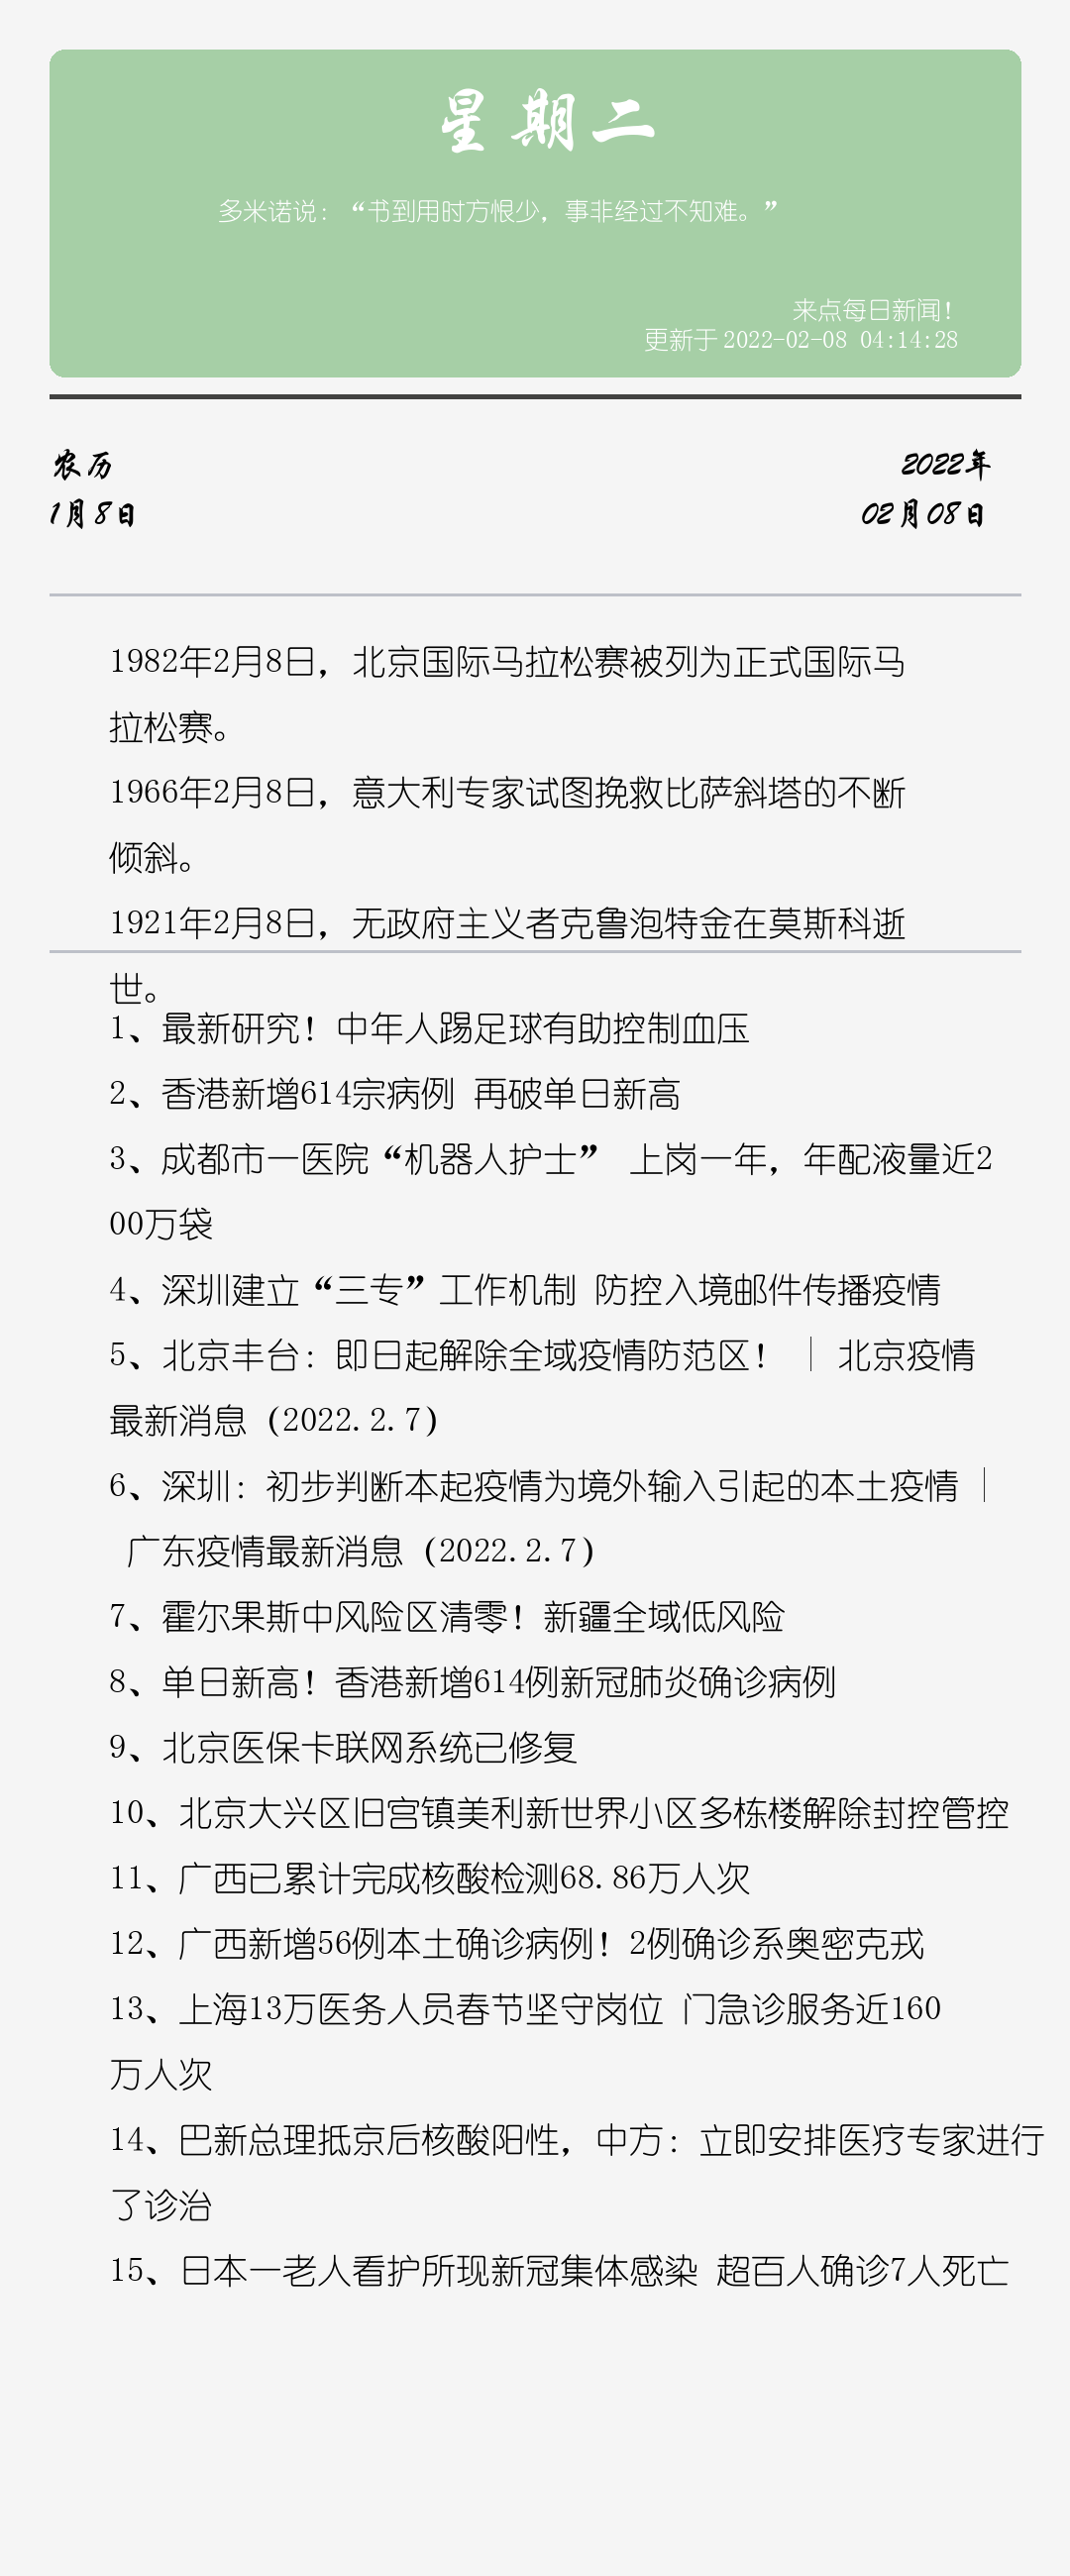 星期二
多米诺说：“书到用时方恨少，事非经过不知难。”
来点每日新闻！
更新于 2022-02-08 04:14:28
农历
2022年
1月8日
02月08日
1982年2月8日，北京国际马拉松赛被列为正式国际马
拉松赛。
1966年2月8日，意大利专家试图挽救比萨斜塔的不断
倾斜。
1921年2月8日，无政府主义者克鲁泡特金在莫斯科逝
世。
1、最新研究！中年人踢足球有助控制血压
2、香港新增614宗病例 再破单日新高
3、成都市一医院“机器人护士” 上岗一年，年配液量近2
00万袋
4、深圳建立“三专”工作机制 防控入境邮件传播疫情
5、北京丰台：即日起解除全域疫情防范区！ | 北京疫情
最新消息（2022.2.7）
6、深圳：初步判断本起疫情为境外输入引起的本土疫情 |
广东疫情最新消息（2022.2.7）
7、霍尔果斯中风险区清零！新疆全域低风险
8、单日新高！香港新增614例新冠肺炎确诊病例
9、北京医保卡联网系统已修复
10、北京大兴区旧宫镇美利新世界小区多栋楼解除封控管控
11、广西已累计完成核酸检测68.86万人次
12、广西新增56例本土确诊病例！2例确诊系奥密克戎
13、上海13万医务人员春节坚守岗位 门急诊服务近160
万人次
14、巴新总理抵京后核酸阳性，中方：立即安排医疗专家进行
了诊治
15、日本一老人看护所现新冠集体感染 超百人确诊7人死亡